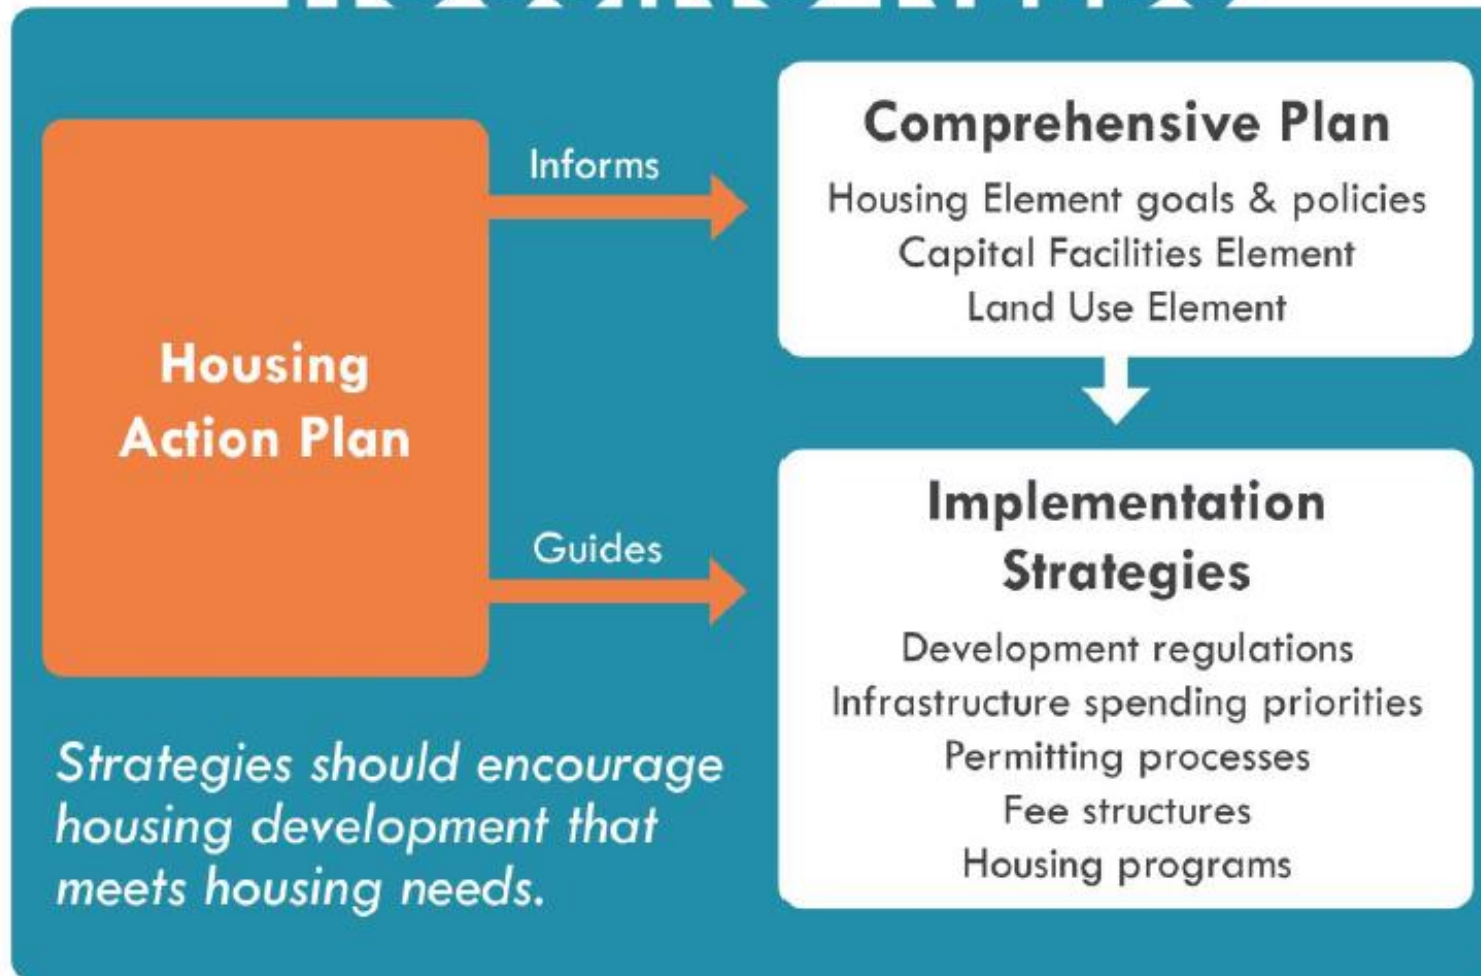 Housing
Action Plan
Informs
Guides
Comprehensive Plan
Housing Element goals & policies
Capital Facilities Element
Land Use Element
Implementation
Strategies
Development regulations
Infrastructure spending priorities
Permitting processes
Fee structures
Housing programs
Strategies should encourage
housing development that
meets housing needs.